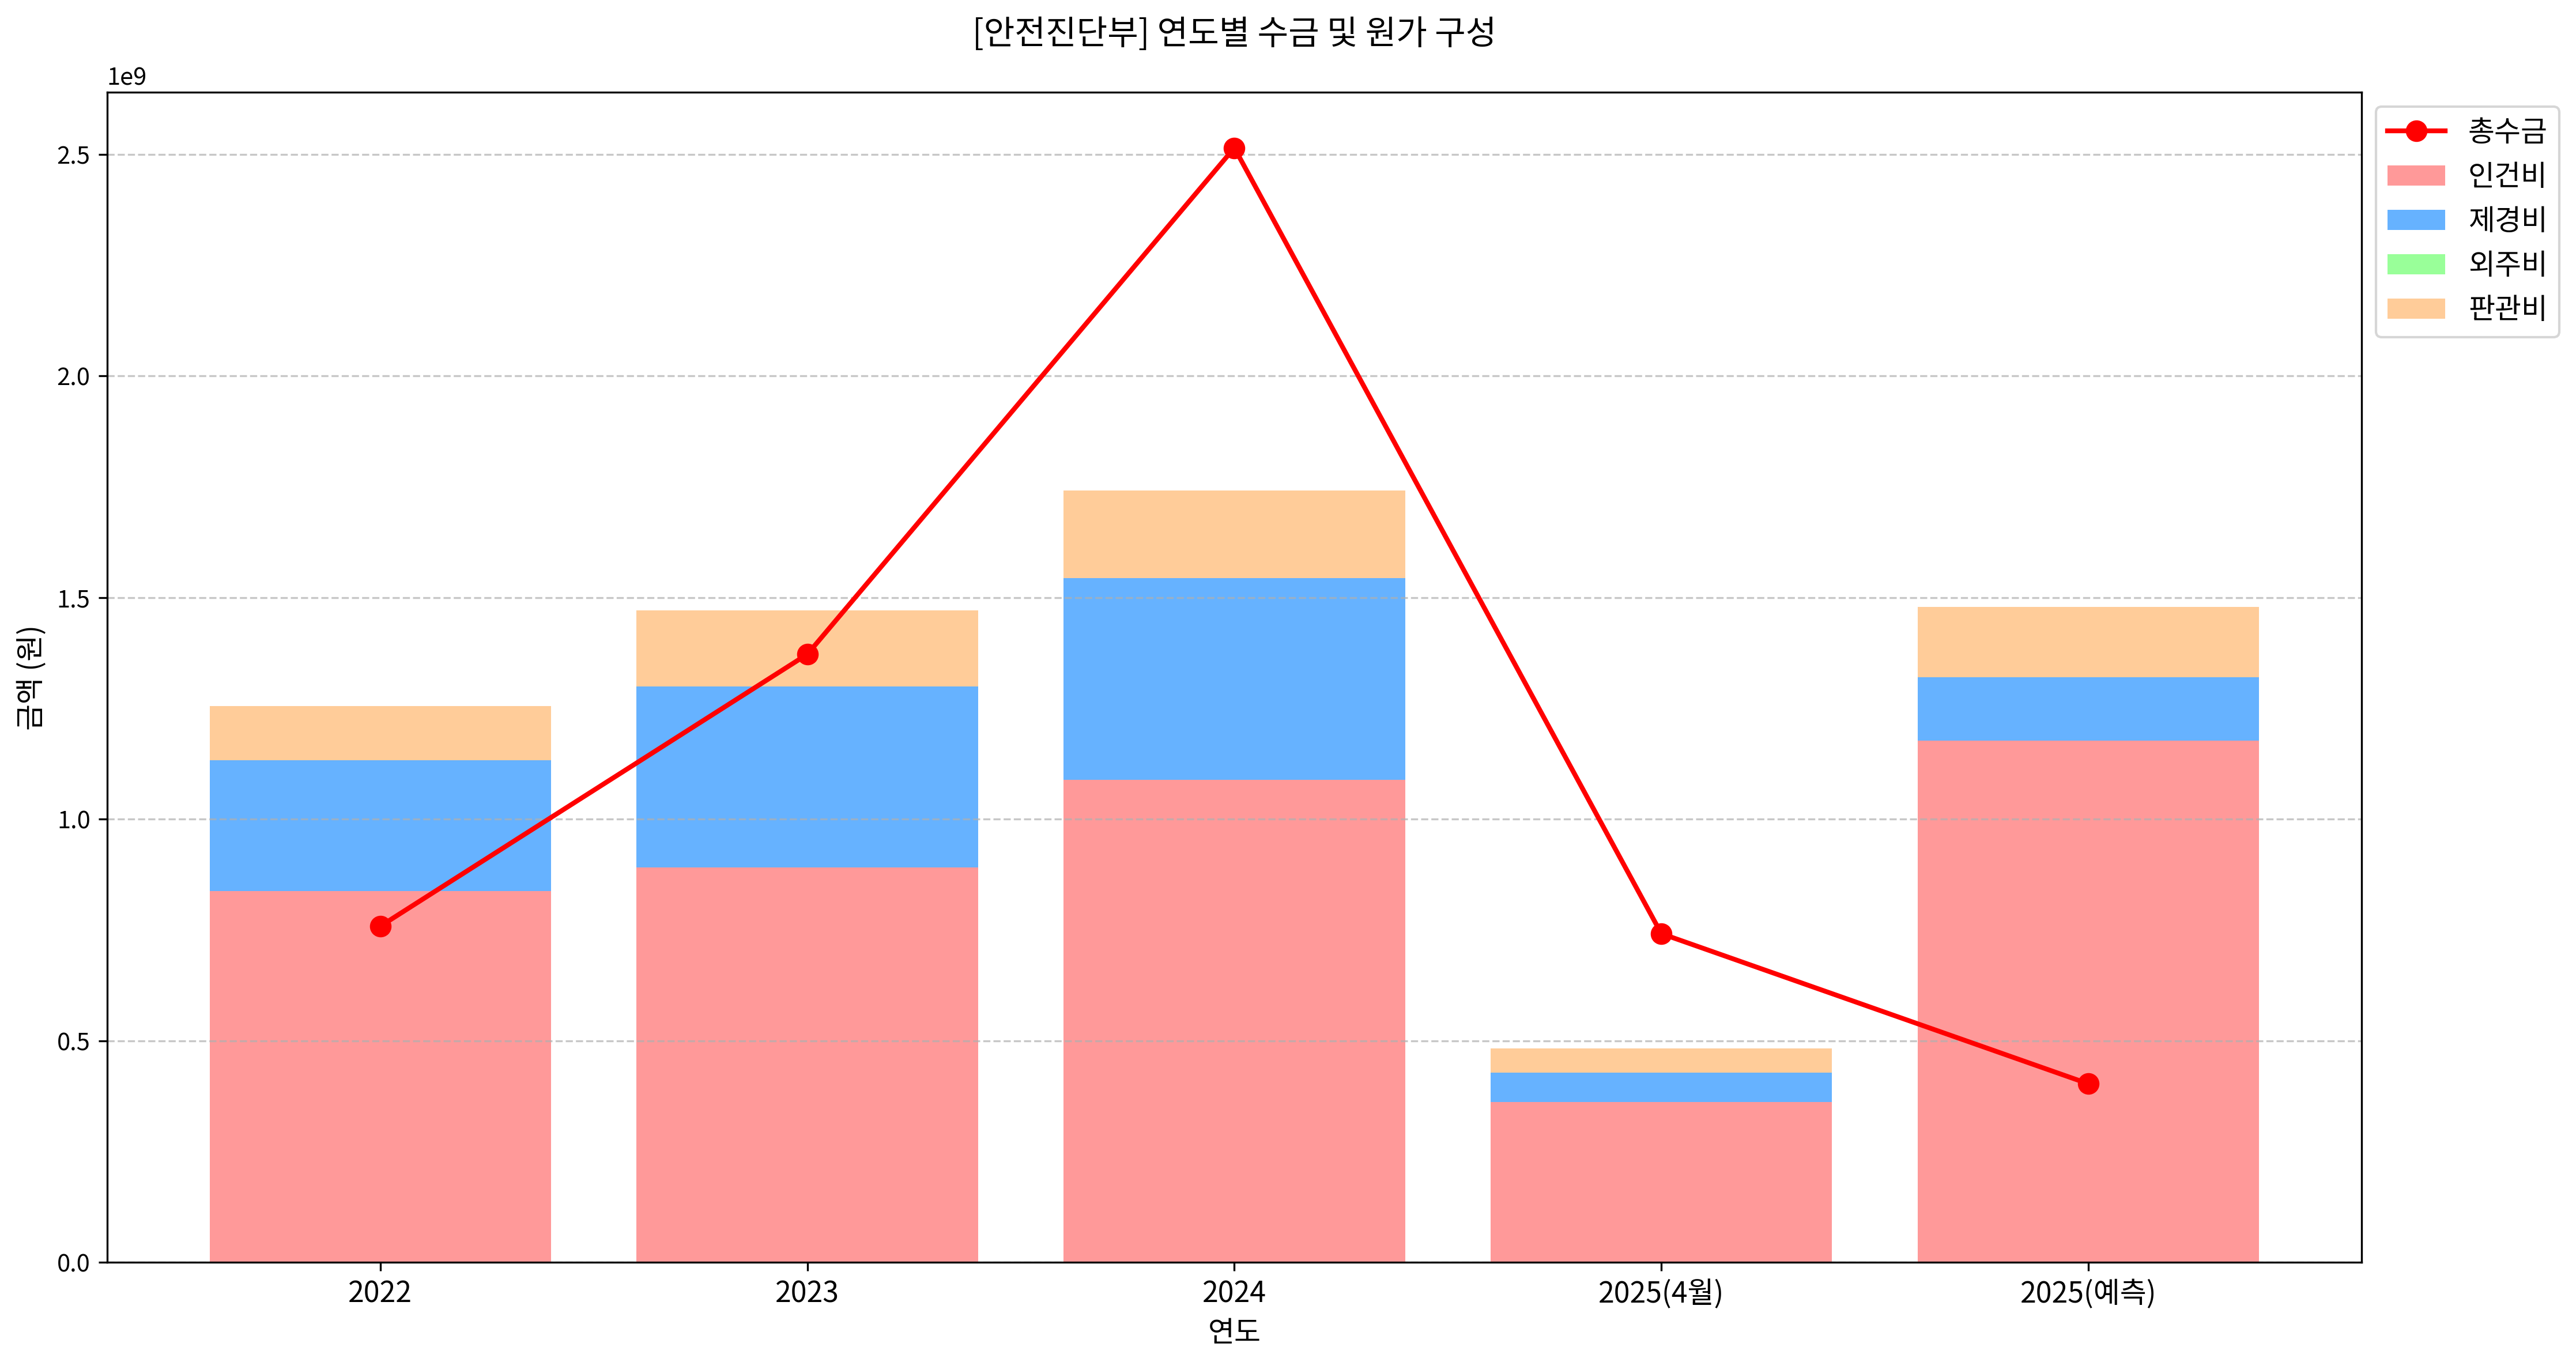 [안전진단부] 연도별 수금 및 원가 구성
1e9
2.5
2.0
1.5
1.0
0.5
0.0
금액 (원)
2022
2023
2024
2025(4월)
2025(예측)
연도
총수금
인건비
제경비
외주비
판관비